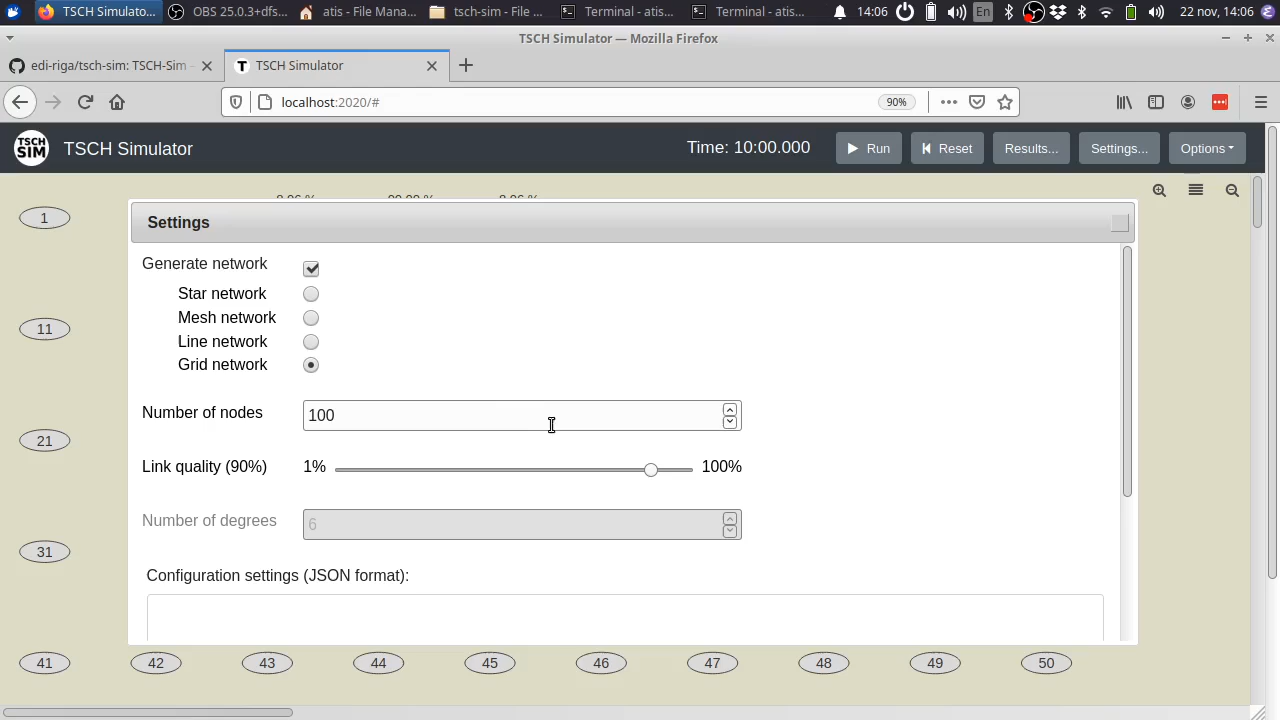 TSCH Simulato...
OBS 25.0.3+dfs...
atis - File Mana...
tsch-sim - File ...
Terminal - atis...
Terminal - atis...
14:06
En
22 nov, 14:06
TSCH Simulator — Mozilla Firefox
edi-riga/tsch-sim: TSCH-Sim -
T TSCH Simulator
localhost:2020/#
90%
TSCH SIM
TSCH Simulator
Time: 10:00.000
Run
Reset
Results...
Settings...
Options
1
Settings
11
Generate network
Star network
Mesh network
Line network
Grid network
21
Number of nodes
100
Link quality (90%)
1%
100%
31
Number of degrees
6
Configuration settings (JSON format):
41
42
43
44
45
46
47
48
49
50